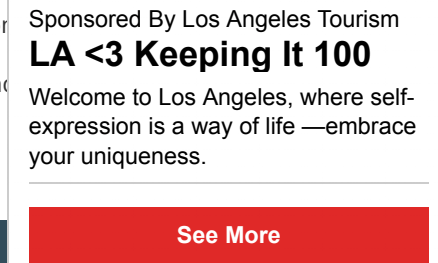 Sponsored By Los Angeles Tourism
LA <3 Keeping It 100
Welcome to Los Angeles, where self-
expression is a way of life —embrace
your uniqueness.
See More